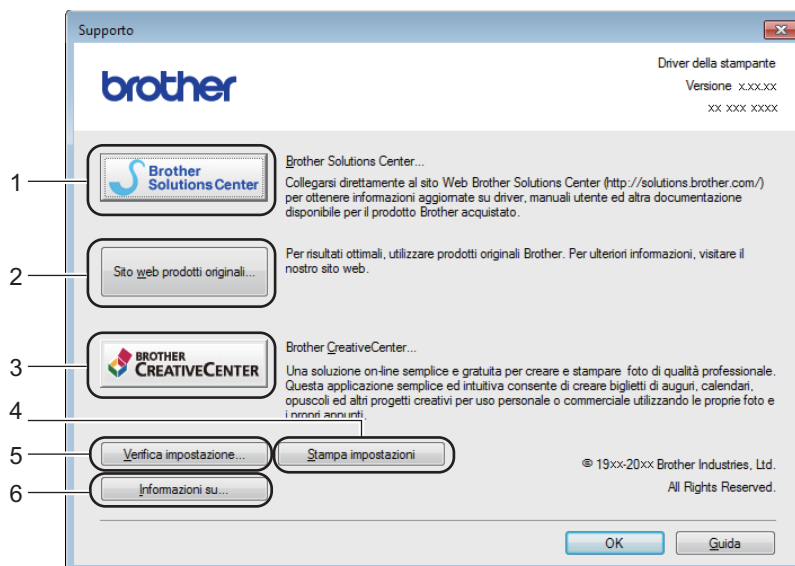 Supporto
brother
Driver della stampante
Versione x.xx.xx
xx xxx xxxx
1
Brother
Solutions Center
Brother Solutions Center...
Collegarsi direttamente al sito Web Brother Solutions Center (http://solutions.brother.com/)
per ottenere informazioni aggiornate su driver, manuali utente ed altra documentazione
disponibile per il prodotto Brother acquistato.
2
Sito web prodotti originali...
Per risultati ottimali, utilizzare prodotti originali Brother. Per ulteriori informazioni, visitare il
nostro sito web.
3
BROTHER
CREATIVECENTER
Brother CreativeCenter...
Una soluzione on-line semplice e gratuita per creare e stampare foto di qualità professionale.
Questa applicazione semplice ed intuitiva consente di creare biglietti di auguri, calendari,
opuscoli ed altri progetti creativi per uso personale o commerciale utilizzando le proprie foto e
i propri appunti.
4
5
Verifica impostazione...
Stampa impostazioni
6
Informazioni su...
© 19xx-20xx Brother Industries, Ltd.
All Rights Reserved.
OK
Guida